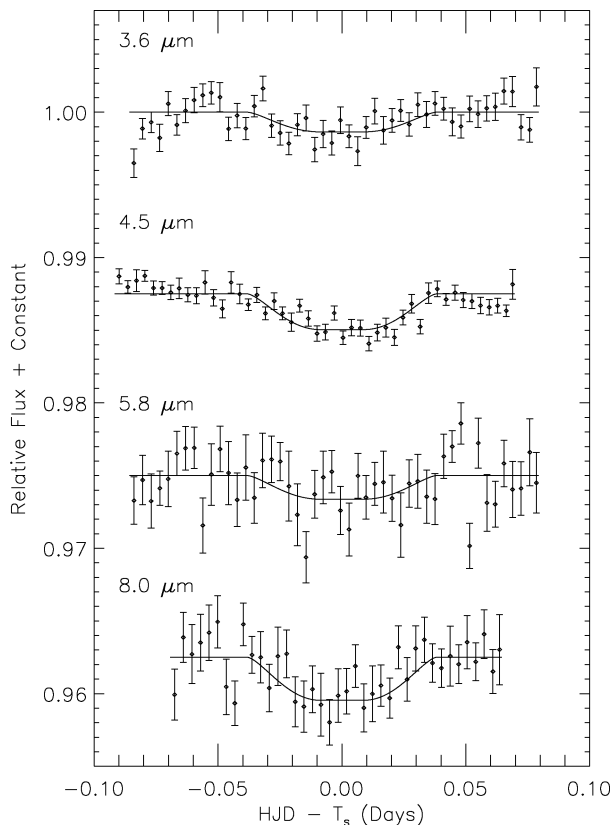 3.6 μm
1.00
4.5 μm
0.99
Relative Flux + Constant
5.8 μm
0.98
0.97
8.0 μm
0.96
-0.10 -0.05 0.00 0.05 0.10
HJD - Tₛ (Days)